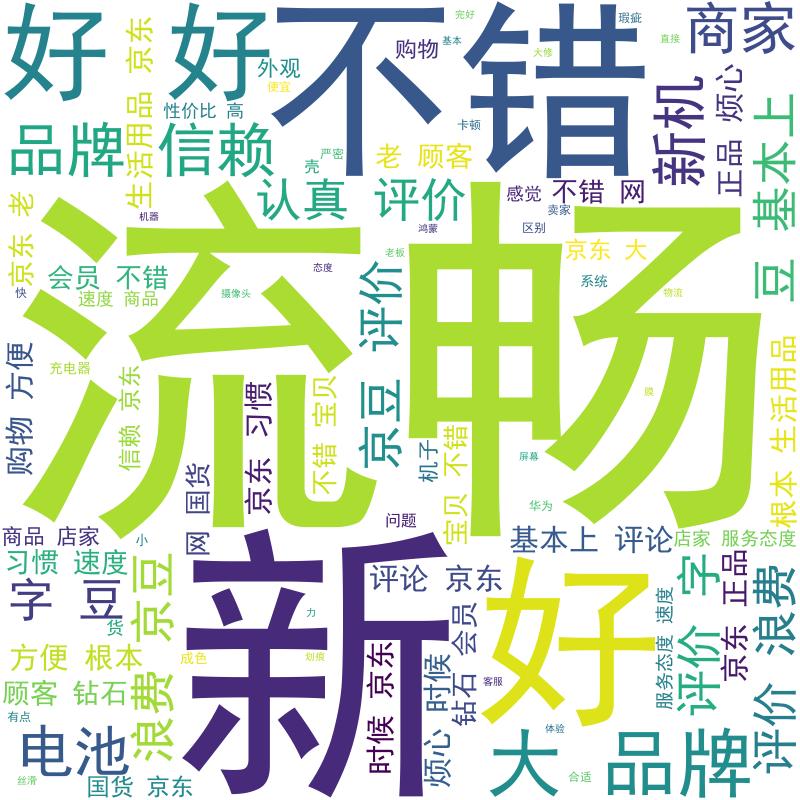 好
好
不错
商家
购物
完好
基本
大修
瑕疵
直接
京东
生活用品
外观
便宜
性价比 高
卡顿
新机
烦心
正品
品牌
信赖
严密
壳
老 顾客
基本上
豆
认真 评价
感觉
不错 网
卖家
区别
鸿蒙
机器
京东 老
流畅
京东 大
会员 不错
态度
老板
系统
快
速度 商品
摄像头
物流
评价
京豆
购物 方便
充电器
信赖 京东
京东 习惯
不错 宝贝
膜
生活用品
根本
国货
网
机子
宝贝 不错
屏幕
华为
问题
商品 店家
小
新
基本上 评论
店家 服务态度
习惯 速度
京豆
评论 京东
好
字
豆
字
京东 正品
浪费
力
货
会员
钻石
服务态度 速度
评价
方便 根本
成色
划痕
时候 京东
时候
烦心
客服
顾客 钻石
浪费
有点
电池
大
体验
品牌
评价
丝滑
国货 京东
合适